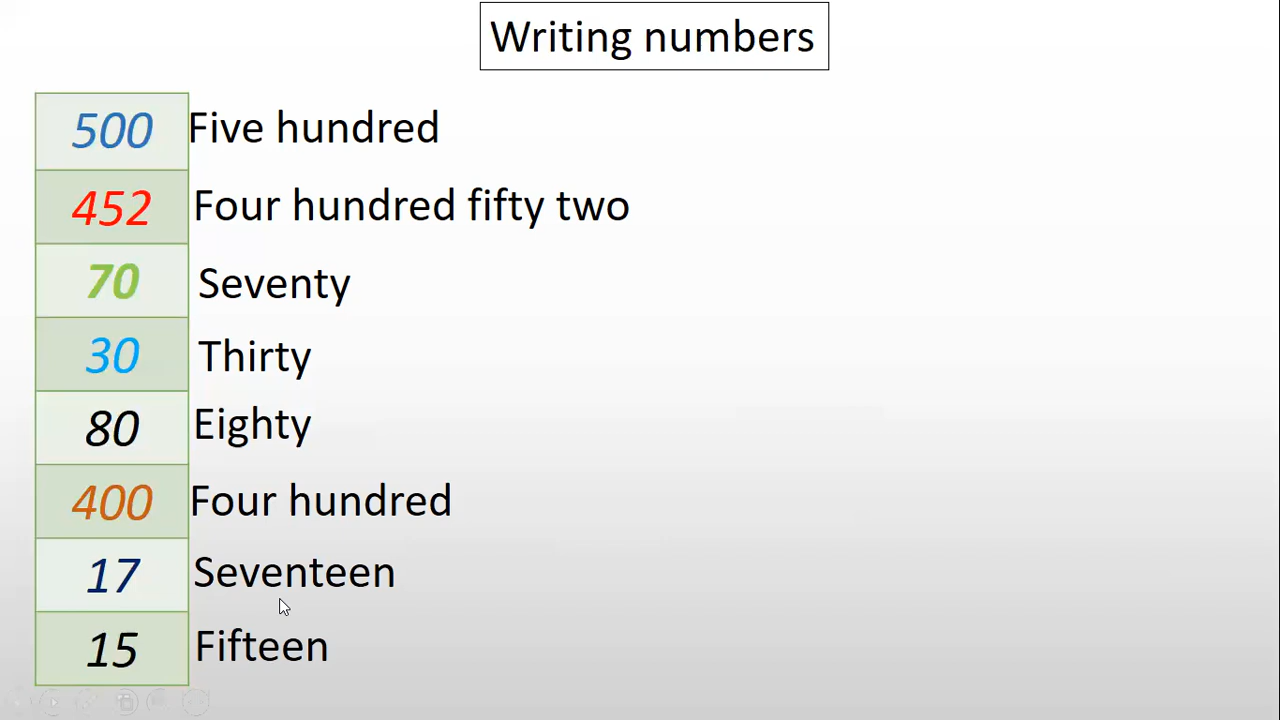 Writing numbers
500 Five hundred
452 Four hundred fifty two
70 Seventy
30 Thirty
80 Eighty
400 Four hundred
17 Seventeen
15 Fifteen